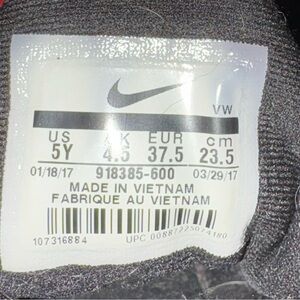 VW
US UK EUR cm
5Y 4.5 37.5 23.5
01/18/17 918385-600 03/29/17
MADE IN VIETNAM
FABRIQUE AU VIETNAM
107316884
UPC